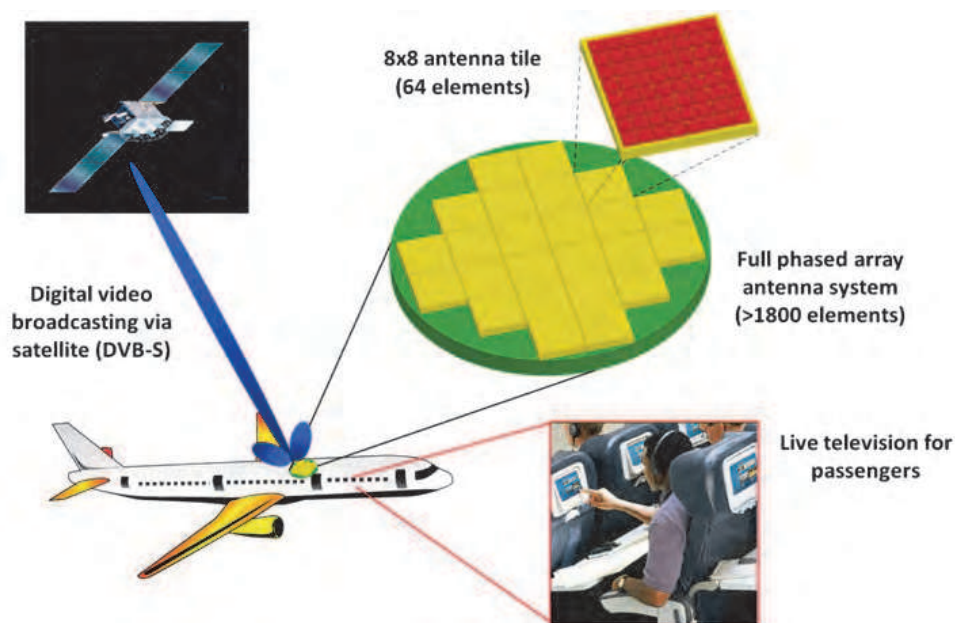 8x8 antenna tile
(64 elements)
Full phased array
antenna system
(>1800 elements)
Digital video
broadcasting via
satellite (DVB-S)
Live television for
passengers